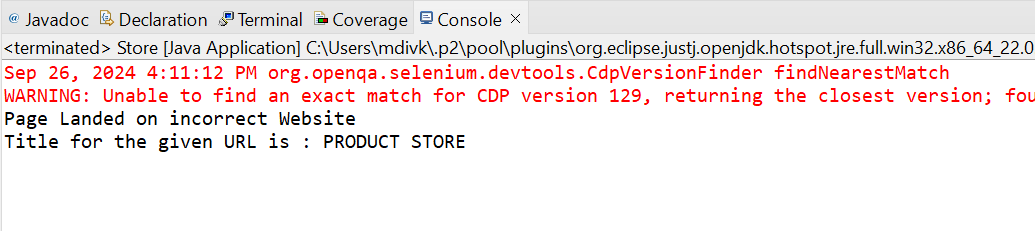 @ Javadoc Declaration Terminal Coverage Console
<terminated> Store [Java Application] C:\Users\mdivk\.p2\pool\plugins\org.eclipse.justj.openjdk.hotspot.jre.full.win32.x86_64_22.0
Sep 26, 2024 4:11:12 PM org.openqa.selenium.devtools.CdpVersionFinder findNearestMatch
WARNING: Unable to find an exact match for CDP version 129, returning the closest version; fou
Page Landed on incorrect Website
Title for the given URL is : PRODUCT STORE